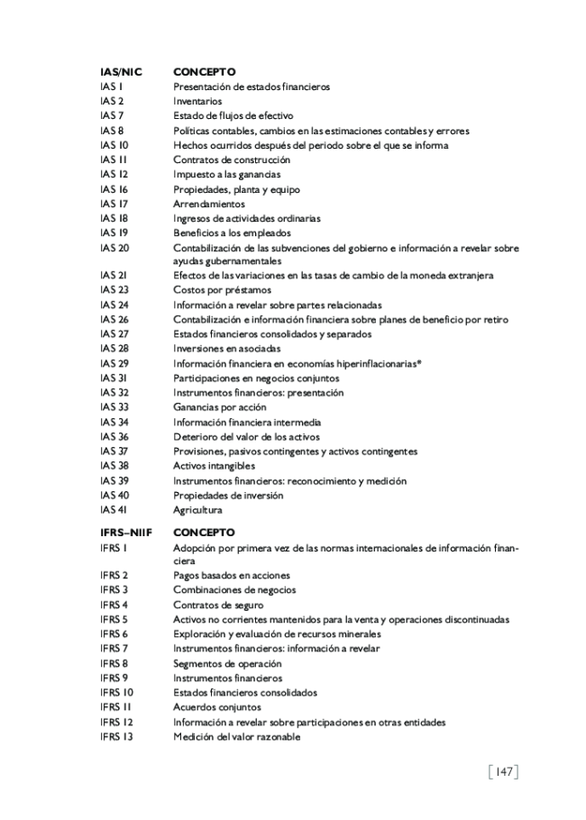 IAS/NIC CONCEPTO
IAS 1 Presentación de estados financieros
IAS 2 Inventarios
IAS 7 Estado de flujos de efectivo
IAS 8 Políticas contables, cambios en las estimaciones contables y errores
IAS 10 Hechos ocurridos después del periodo sobre el que se informa
IAS 11 Contratos de construcción
IAS 12 Impuesto a las ganancias
IAS 16 Propiedades, planta y equipo
IAS 17 Arrendamientos
IAS 18 Ingresos de actividades ordinarias
IAS 19 Beneficios a los empleados
IAS 20 Contabilización de las subvenciones del gobierno e información a revelar sobre
ayudas gubernamentales
IAS 21 Efectos de las variaciones en las tasas de cambio de la moneda extranjera
IAS 23 Costos por préstamos
IAS 24 Información a revelar sobre partes relacionadas
IAS 26 Contabilización e información financiera sobre planes de beneficio por retiro
IAS 27 Estados financieros consolidados y separados
IAS 28 Inversiones en asociadas
IAS 29 Información financiera en economías hiperinflacionarias*
IAS 31 Participaciones en negocios conjuntos
IAS 32 Instrumentos financieros: presentación
IAS 33 Ganancias por acción
IAS 34 Información financiera intermedia
IAS 36 Deterioro del valor de los activos
IAS 37 Provisiones, pasivos contingentes y activos contingentes
IAS 38 Activos intangibles
IAS 39 Instrumentos financieros: reconocimiento y medición
IAS 40 Propiedades de inversión
IAS 41 Agricultura
IFRS–NIIF CONCEPTO
IFRS 1 Adopción por primera vez de las normas internacionales de información finan-
ciera
IFRS 2 Pagos basados en acciones
IFRS 3 Combinaciones de negocios
IFRS 4 Contratos de seguro
IFRS 5 Activos no corrientes mantenidos para la venta y operaciones discontinuadas
IFRS 6 Exploración y evaluación de recursos minerales
IFRS 7 Instrumentos financieros: información a revelar
IFRS 8 Segmentos de operación
IFRS 9 Instrumentos financieros
IFRS 10 Estados financieros consolidados
IFRS 11 Acuerdos conjuntos
IFRS 12 Información a revelar sobre participaciones en otras entidades
IFRS 13 Medición del valor razonable
[147]